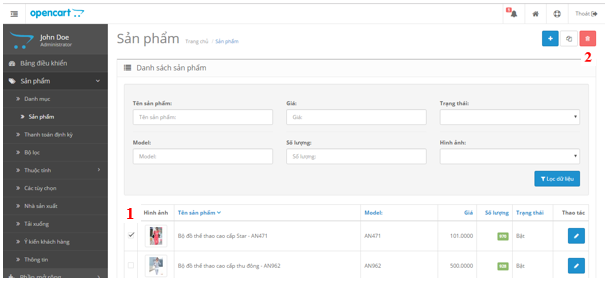 opencart
Thoát
John Doe
Administrator
Sản phẩm
Trang chủ
Sản phẩm
2
Bảng điều khiển
Sản phẩm
Danh mục
Sản phẩm
Thanh toán định kỳ
Bộ lọc
Thuộc tính
Các tùy chọn
Nhà sản xuất
Tải xuống
Ý kiến khách hàng
Thông tin
Phần mở rộng
Danh sách sản phẩm
Tên sản phẩm: Giá: Trạng thái:
Tên sản phẩm: Giá
Model: Số lượng: Hình ảnh:
Model: Số lượng:
Lọc dữ liệu
1
Hình ảnh Tên sản phẩm Model: Giá Số lượng Trạng thái Thao tác
Bộ đồ thể thao cao cấp Star - AN471 AN471 101.0000 Bật
Bộ đồ thể thao cao cấp thu đông - AN962 AN962 500.0000 Bật